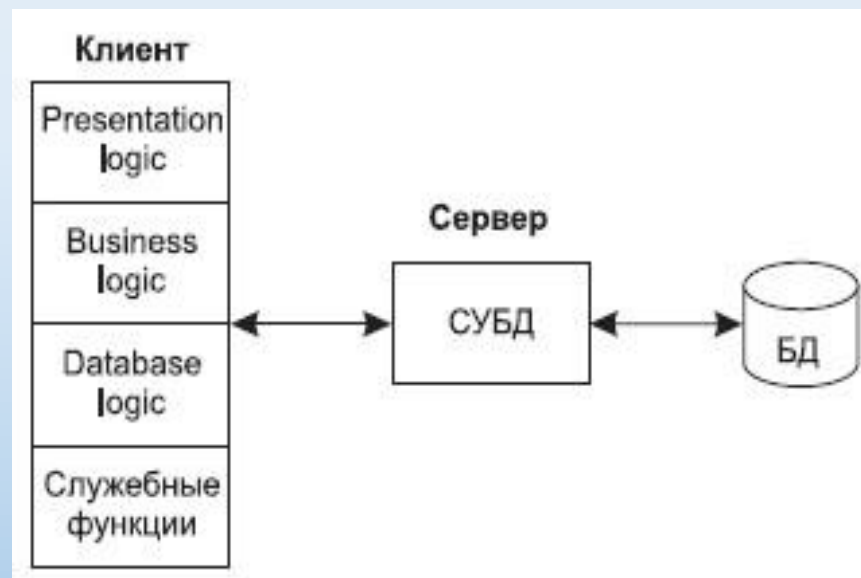 Клиент
Presentation
logic
Business
logic
Database
logic
Служебные
функции
Сервер
СУБД
БД